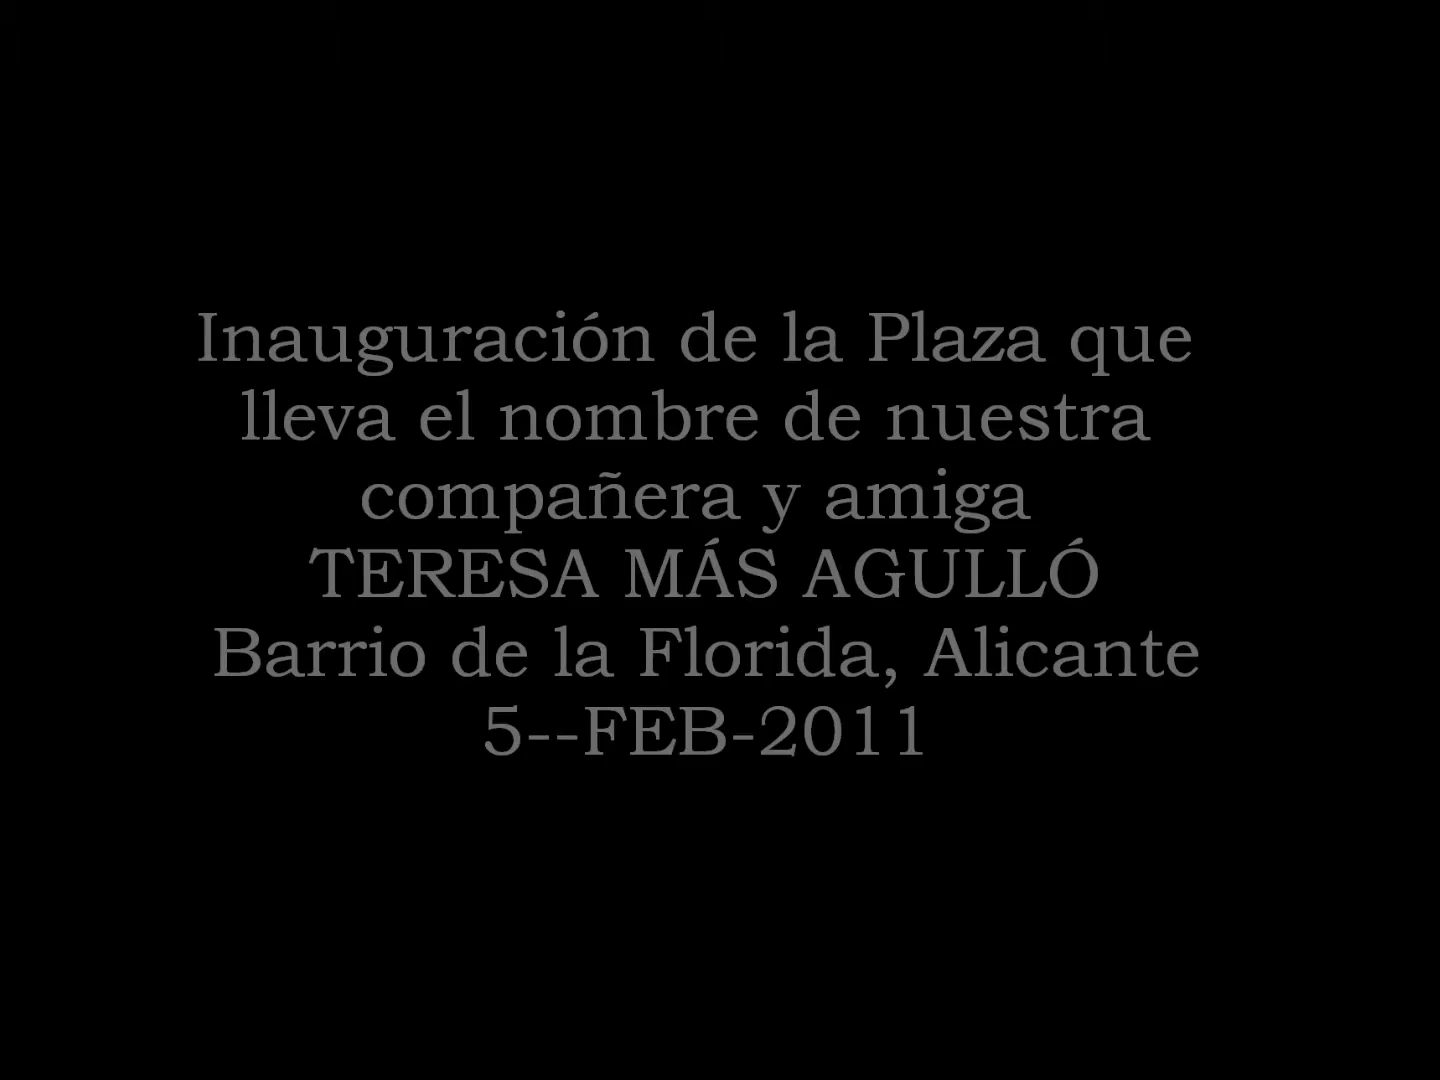 Inauguración de la Plaza que
lleva el nombre de nuestra
compañera y amiga
TERESA MÁS AGULLÓ
Barrio de la Florida, Alicante
5--FEB-2011